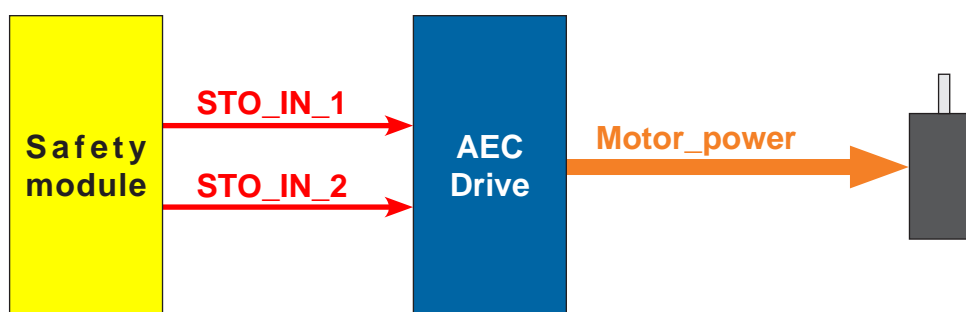 Safety
module
STO_IN_1
STO_IN_2
AEC
Drive
Motor_power